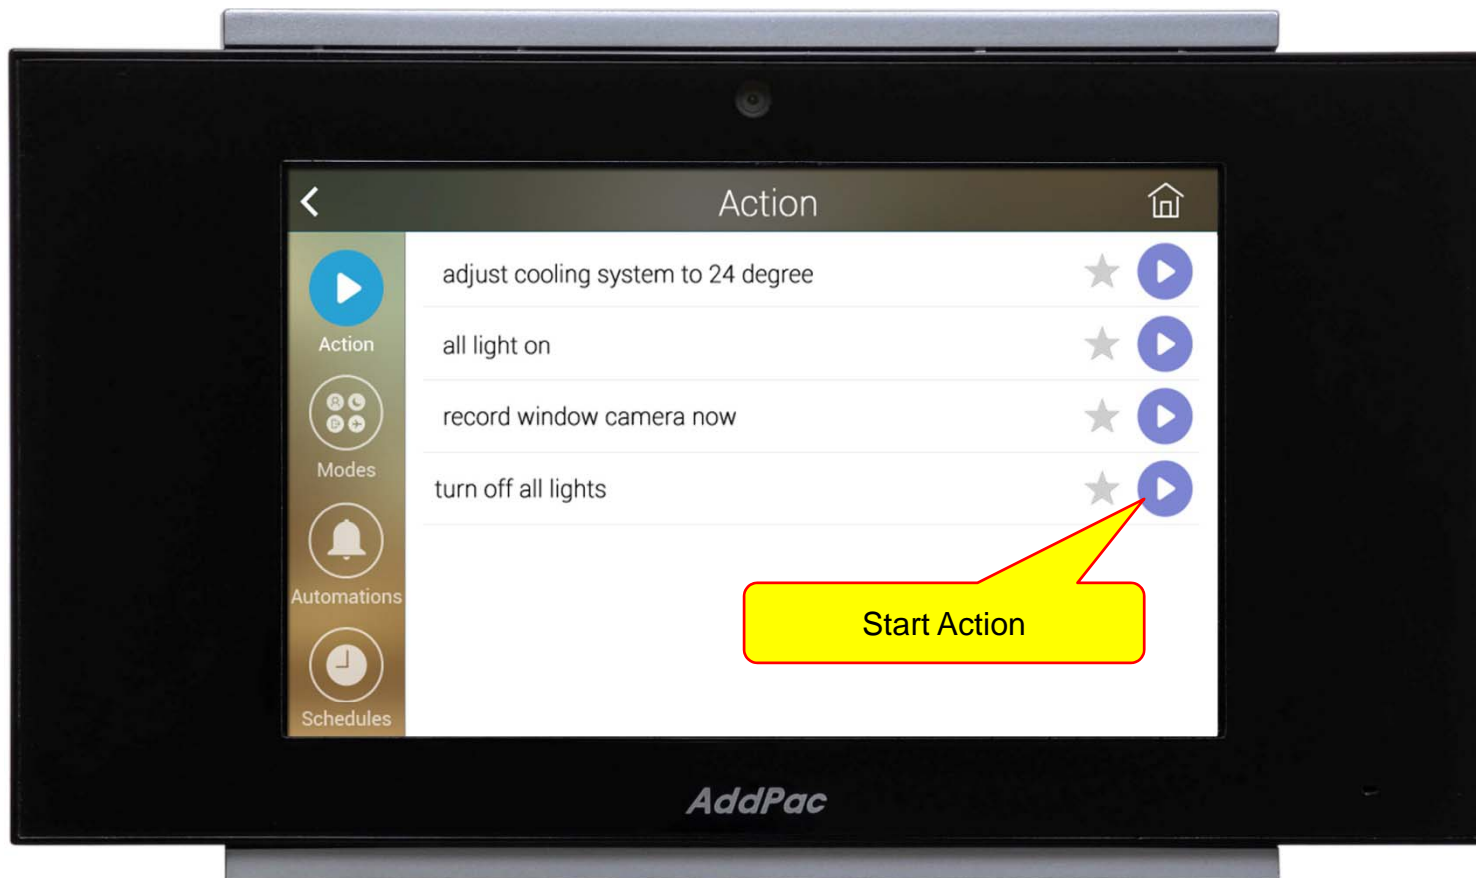 Action
Action
adjust cooling system to 24 degree
all light on
Modes
record window camera now
turn off all lights
Automations
Start Action
Schedules
AddPac